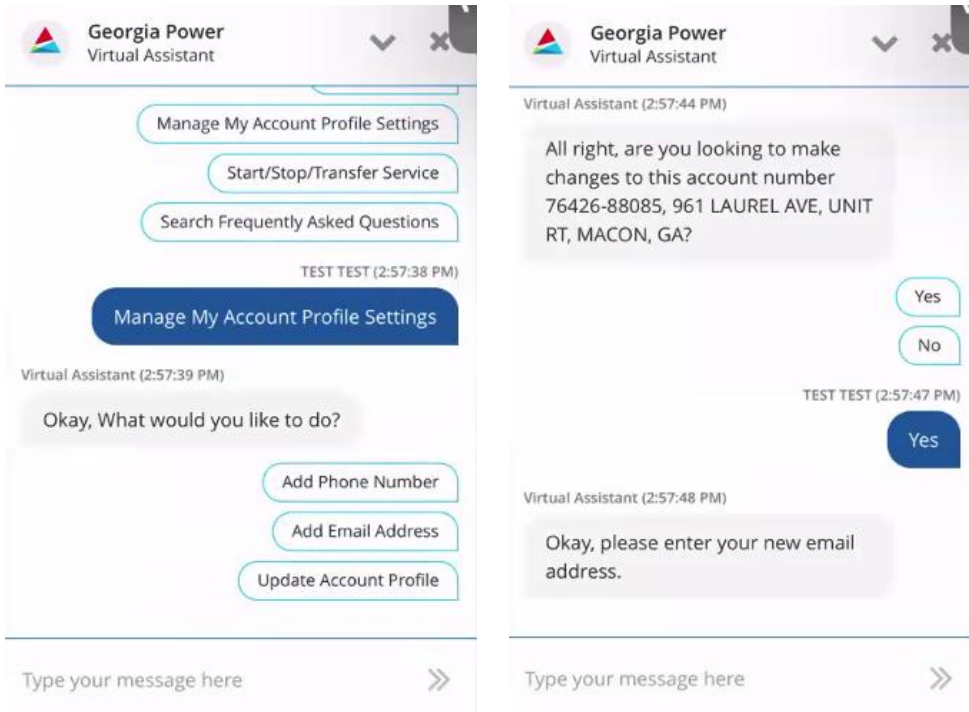 Georgia Power
Virtual Assistant
Manage My Account Profile Settings
Start/Stop/Transfer Service
Search Frequently Asked Questions
TEST TEST (2:57:38 PM)
Manage My Account Profile Settings
Virtual Assistant (2:57:39 PM)
Okay, What would you like to do?
Add Phone Number
Add Email Address
Update Account Profile
Type your message here
Georgia Power
Virtual Assistant
Virtual Assistant (2:57:44 PM)
All right, are you looking to make
changes to this account number
76426-88085, 961 LAUREL AVE, UNIT
RT, MACON, GA?
Yes
No
TEST TEST (2:57:47 PM)
Yes
Virtual Assistant (2:57:48 PM)
Okay, please enter your new email
address.
Type your message here